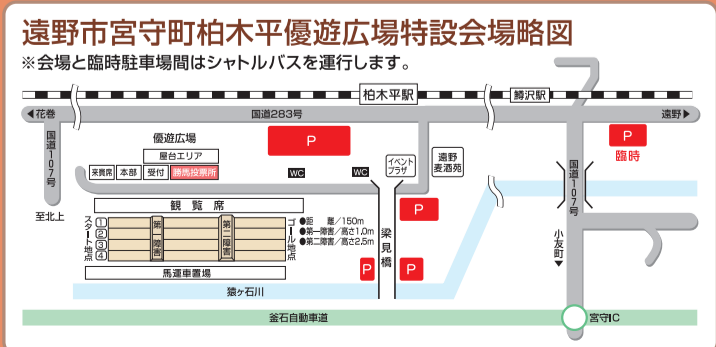 遠野市宮守町柏木平優遊広場特設会場略図
※会場と臨時駐車場間はシャトルバスを運行します。
柏木平駅
鱒沢駅
◀花巻
国道283号
遠野▶
国道107号
優遊広場
屋台エリア
来賓席
本部
受付
勝馬投票所
P
WC
WC
イベントプラザ
遠野麦酒苑
P
臨時
国道107号
至北上
観覧席
P
スタート地点
①
②
③
④
第一障害
第二障害
ゴール地点
●距 離/150m
●第一障害/高さ1.0m
●第二障害/高さ2.5m
梁見橋
小友町▼
馬運車置場
P
P
猿ヶ石川
釜石自動車道
宮守IC